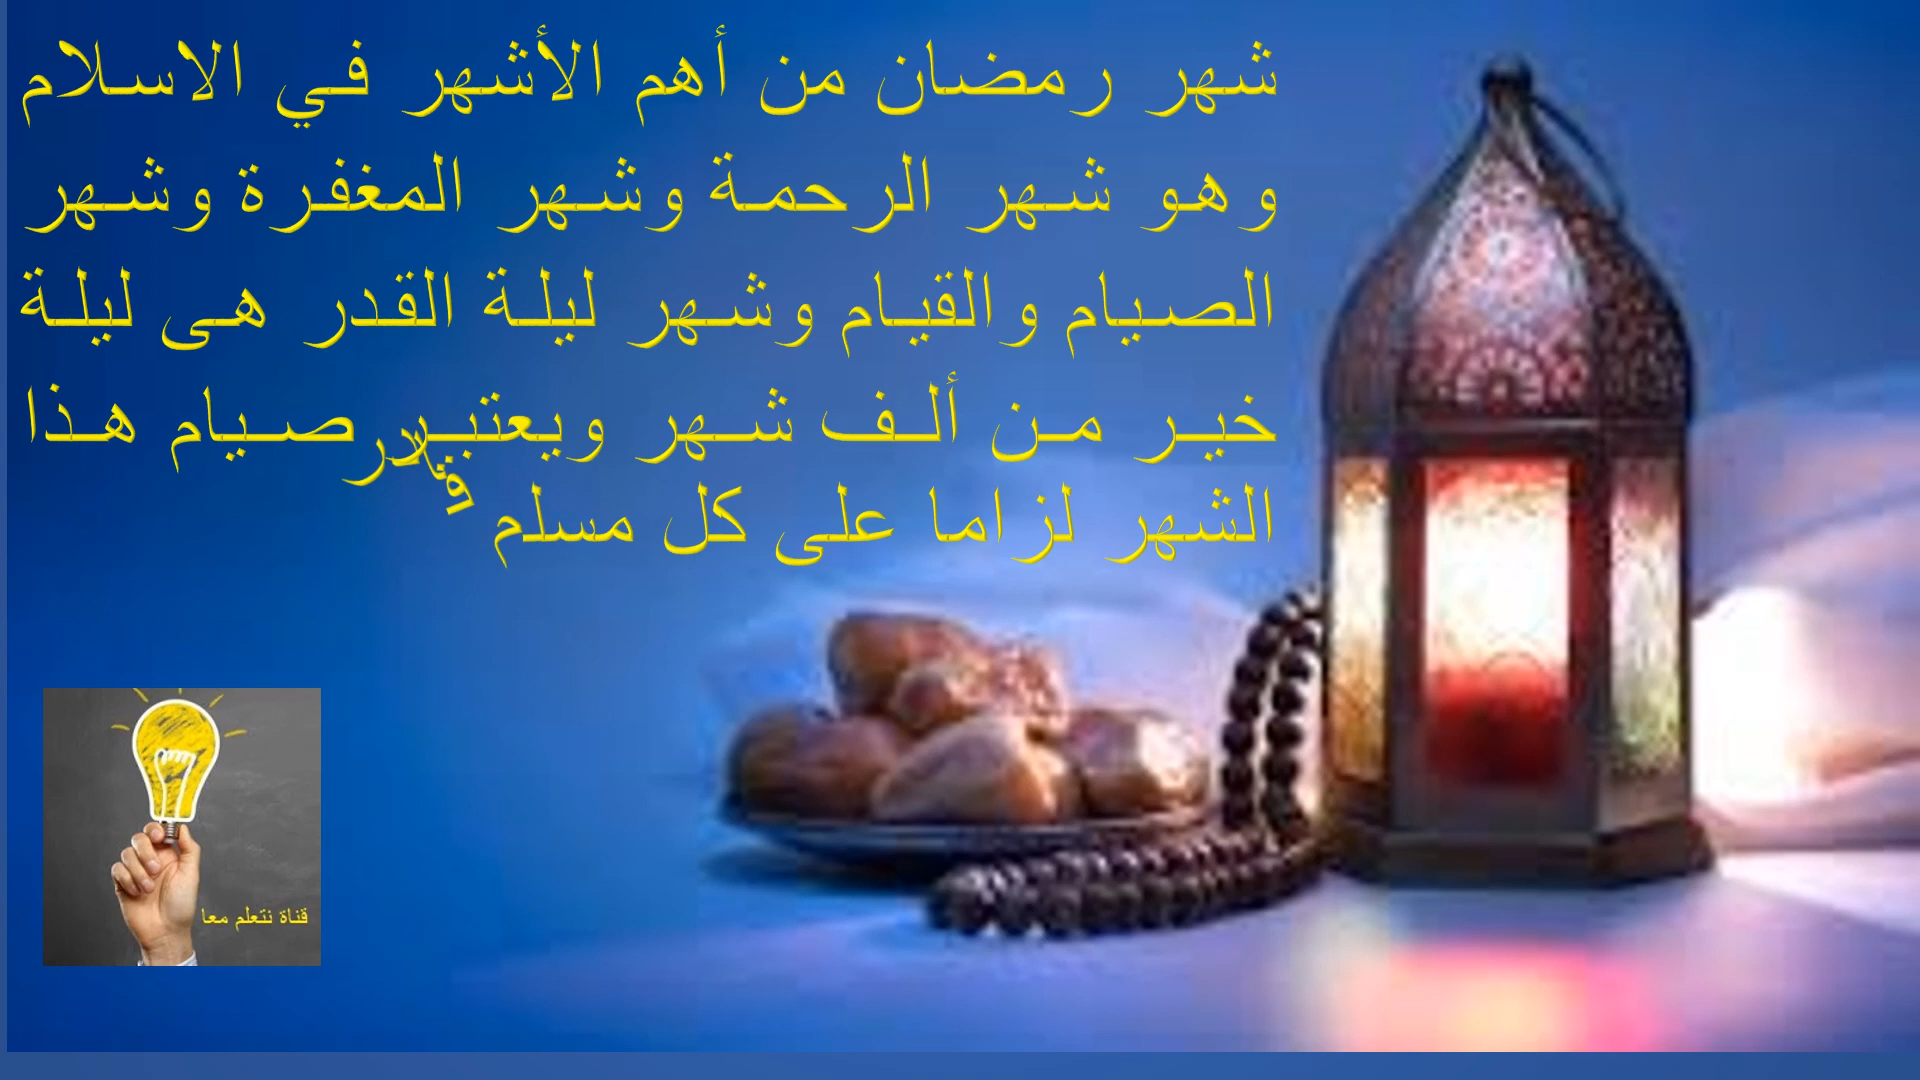 شهر رمضان من أهم الأشهر في الاسلام
وهو شهر الرحمة وشهر المغفرة وشهر
الصيام والقيام وشهر ليلة القدر هى ليلة
خير من ألف شهر ويعتبر صيام هذا
الشهر لزاما على كل مسلم
قادر
قناة نتعلم معا